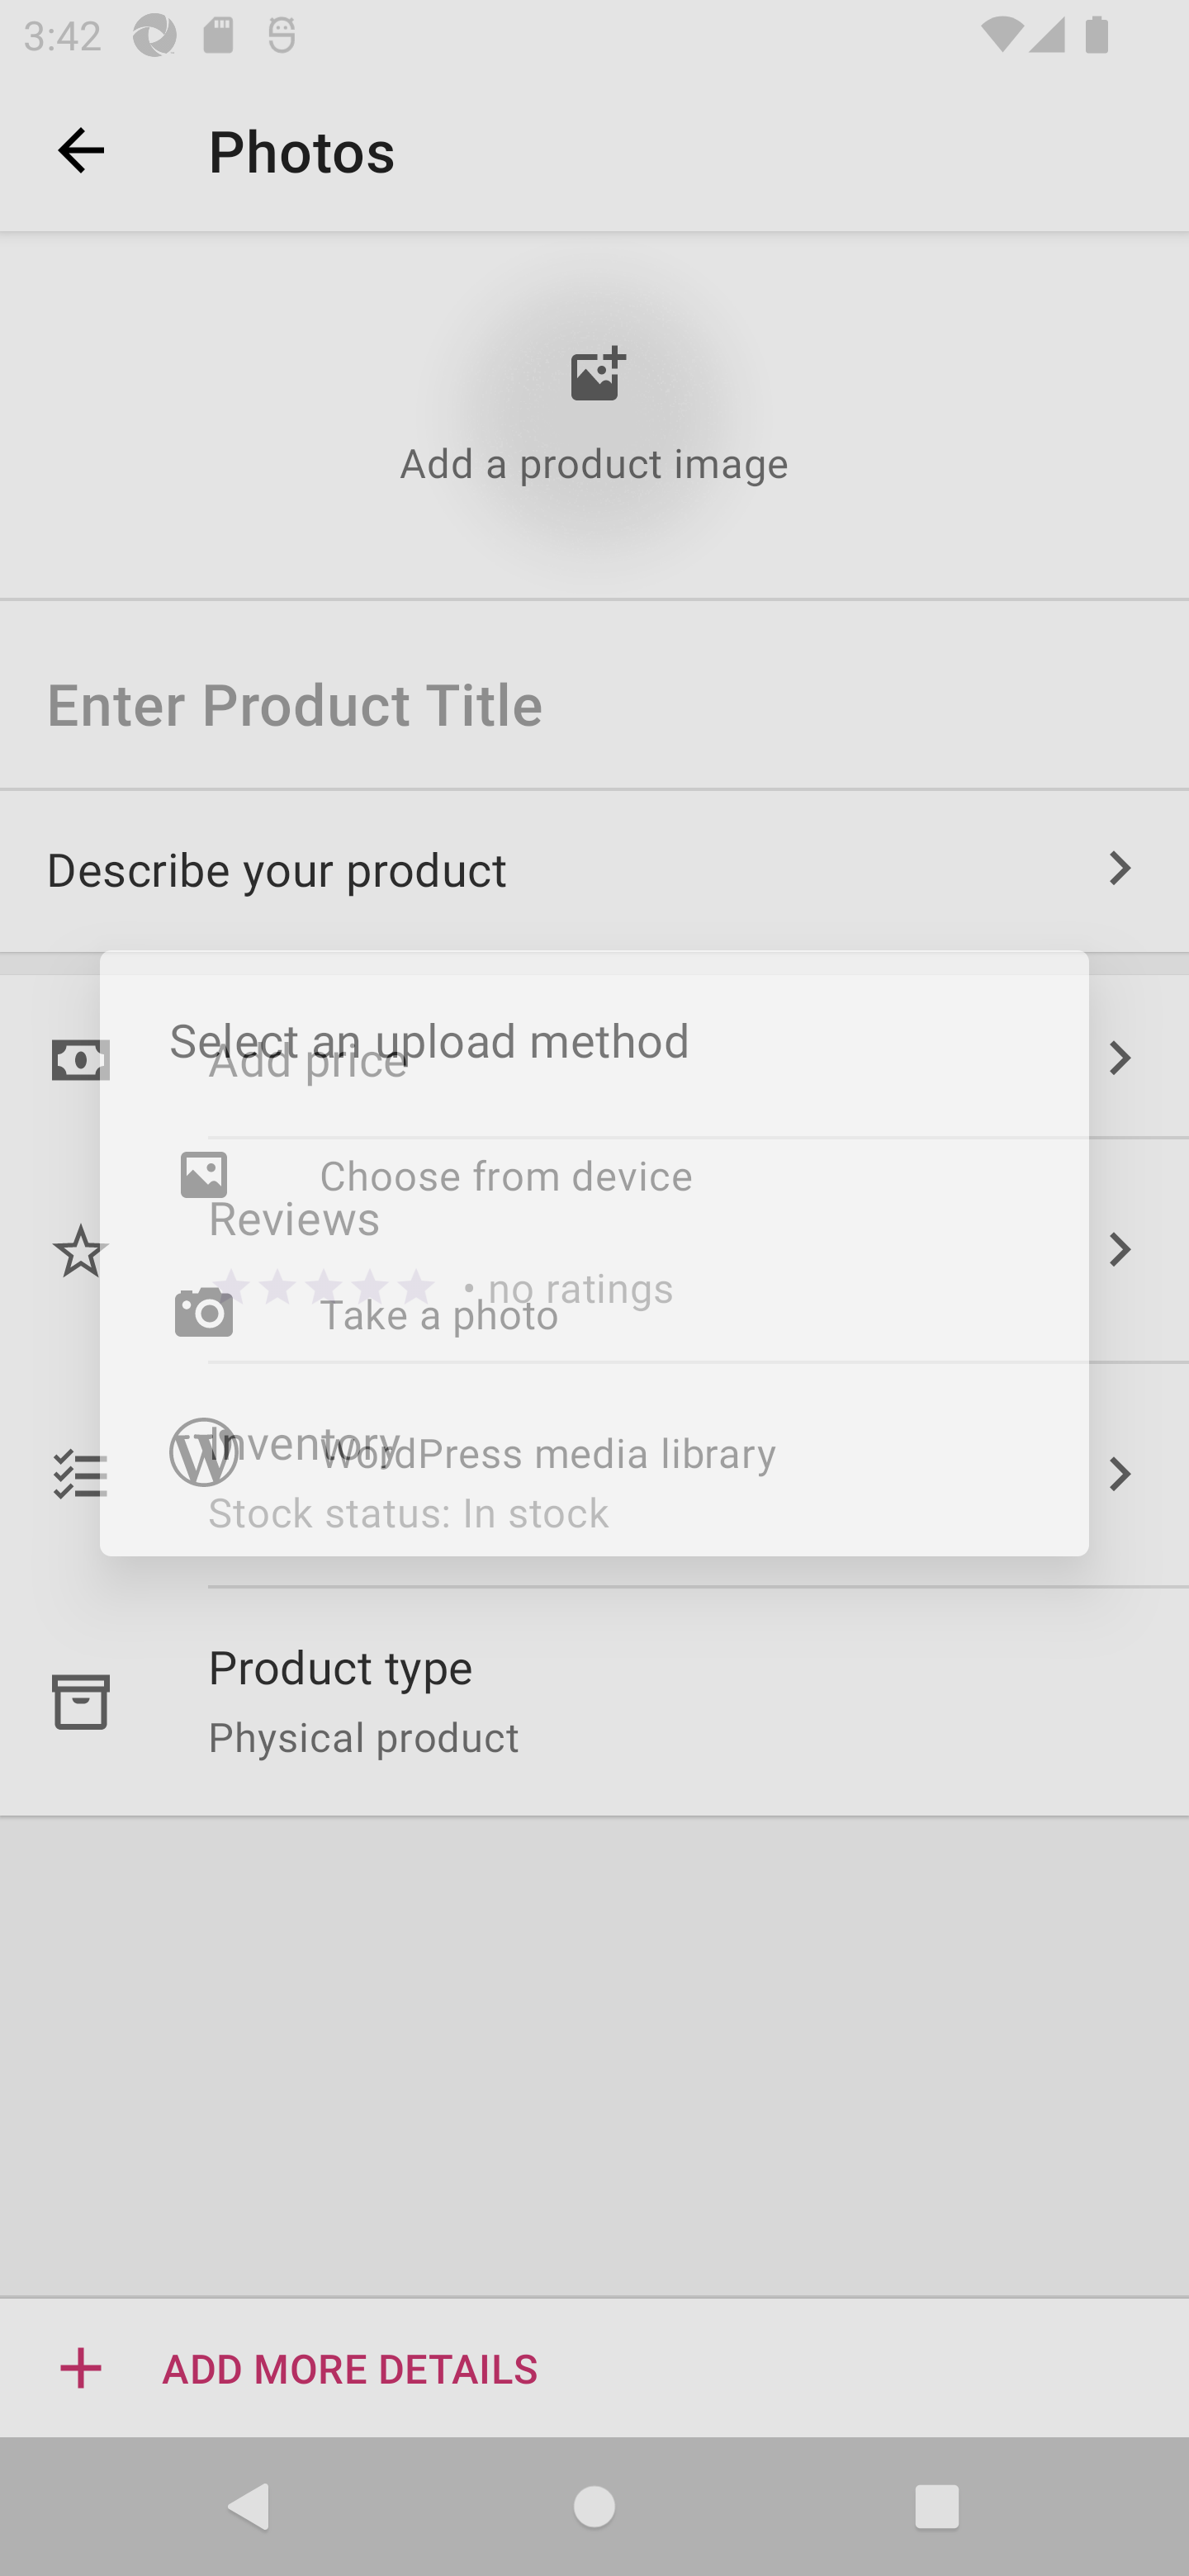 3:42
Photos
Add a product image
Enter Product Title
Describe your product
Select an upload method
Add price
Choose from device
Reviews
• no ratings
Take a photo
Inventory
WordPress media library
Stock status: In stock
Product type
Physical product
ADD MORE DETAILS